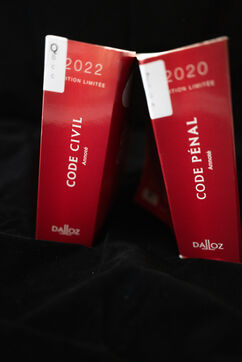 2022
ÉDITION LIMITÉE
CODE CIVIL
Annoté
DALLOZ
2020
ÉDITION LIMITÉE
CODE PÉNAL
Annoté
DALLOZ